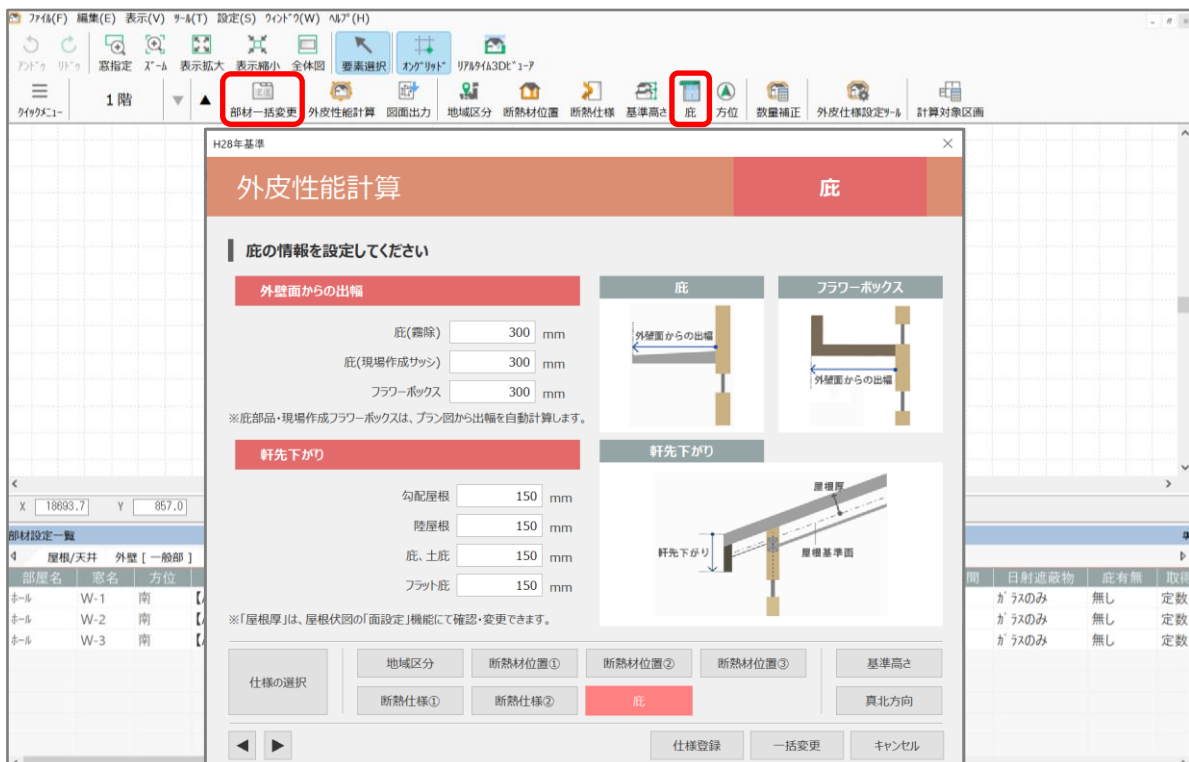 ﾌｧｲﾙ(F) 編集(E) 表示(V) ﾂｰﾙ(T) 設定(S) ｳｨﾝﾄﾞｳ(W) ﾍﾙﾌﾟ(H)
ｱﾝﾄﾞｩ ﾘﾄﾞｩ 窓指定 ｽﾞｰﾑ 表示拡大 表示縮小 全体図 要素選択 ｵﾝｸﾞﾘｯﾄﾞ ﾘｱﾙﾀｲﾑ3Dﾋﾞｭｰｱ
ｸｲｯｸﾒﾆｭｰ 1 階 部材一括変更 外皮性能計算 図面出力 地域区分 断熱材位置 断熱仕様 基準高さ 庇 方位 数量補正 外皮仕様設定ﾂｰﾙ 計算対象区画
H28年基準
外皮性能計算 庇
庇の情報を設定してください
外壁面からの出幅 庇 フラワーボックス
庇(霧除) 300 mm
庇(現場作成サッシ) 300 mm
フラワーボックス 300 mm
外壁面からの出幅
外壁面からの出幅
※庇部品・現場作成フラワーボックスは、プラン図から出幅を自動計算します。
軒先下がり 軒先下がり
勾配屋根 150 mm
陸屋根 150 mm
庇、土庇 150 mm
フラット庇 150 mm
屋根厚
軒先下がり 屋根基準面
※「屋根厚」は、屋根伏図の「面設定」機能にて確認・変更できます。
仕様の選択 地域区分 断熱材位置① 断熱材位置② 断熱材位置③ 基準高さ
断熱仕様① 断熱仕様② 庇 真北方向
仕様登録 一括変更 キャンセル
X 18693.7 Y 857.0
部材設定一覧
屋根/天井 外壁 [ 一般部 ]
部屋名 窓名 方位 間 日射遮蔽物 庇有無 取得
ﾎｰﾙ W-1 南 ｶﾞﾗｽのみ 無し 定数
ﾎｰﾙ W-2 南 ｶﾞﾗｽのみ 無し 定数
ﾎｰﾙ W-3 南 ｶﾞﾗｽのみ 無し 定数